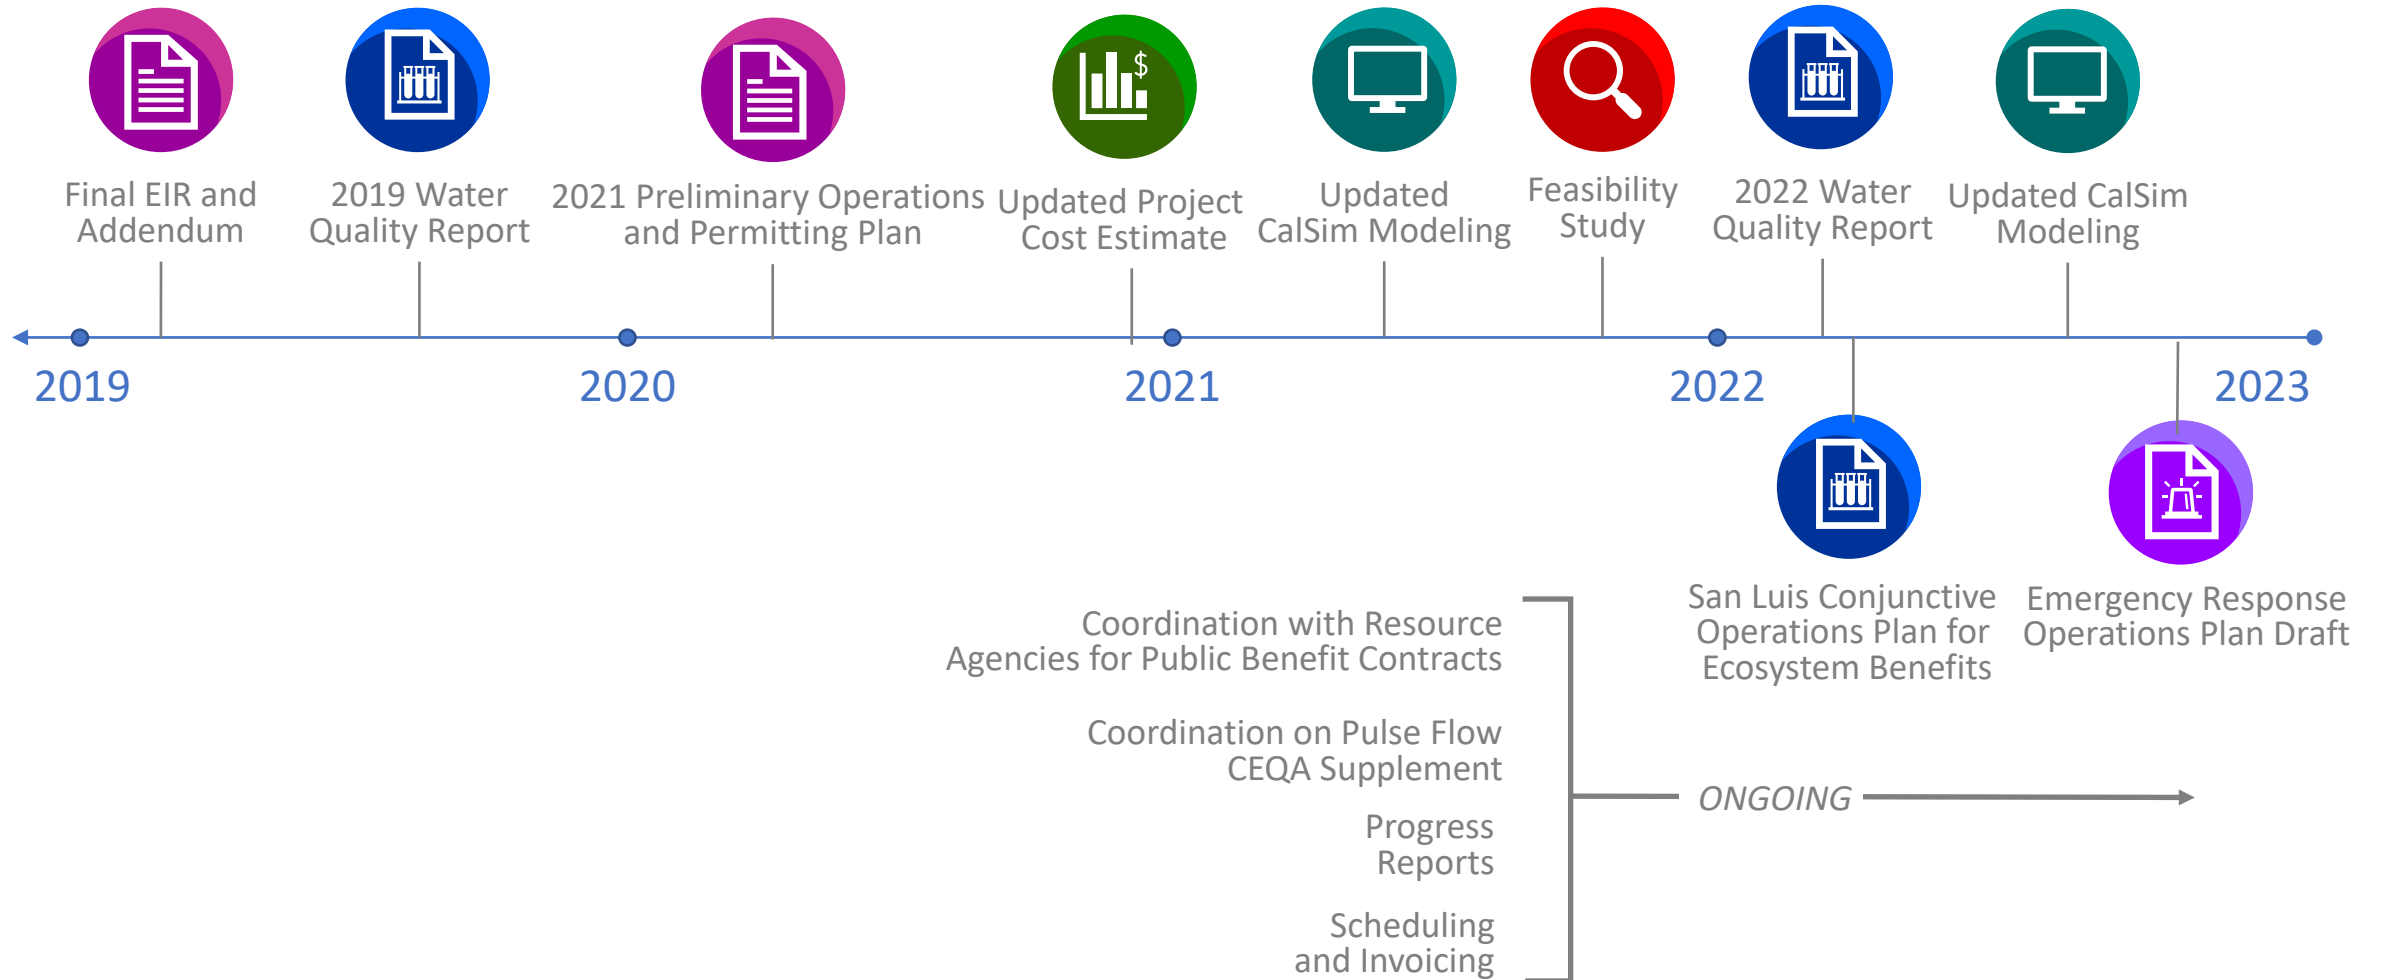 $
Final EIR and
Addendum
2019 Water
Quality Report
2021 Preliminary Operations
and Permitting Plan
Updated Project
Cost Estimate
Updated
CalSim Modeling
Feasibility
Study
2022 Water
Quality Report
Updated CalSim
Modeling
2019
2020
2021
2022
2023
San Luis Conjunctive
Operations Plan for
Ecosystem Benefits
Emergency Response
Operations Plan Draft
Coordination with Resource
Agencies for Public Benefit Contracts
Coordination on Pulse Flow
CEQA Supplement
Progress
Reports
Scheduling
and Invoicing
ONGOING